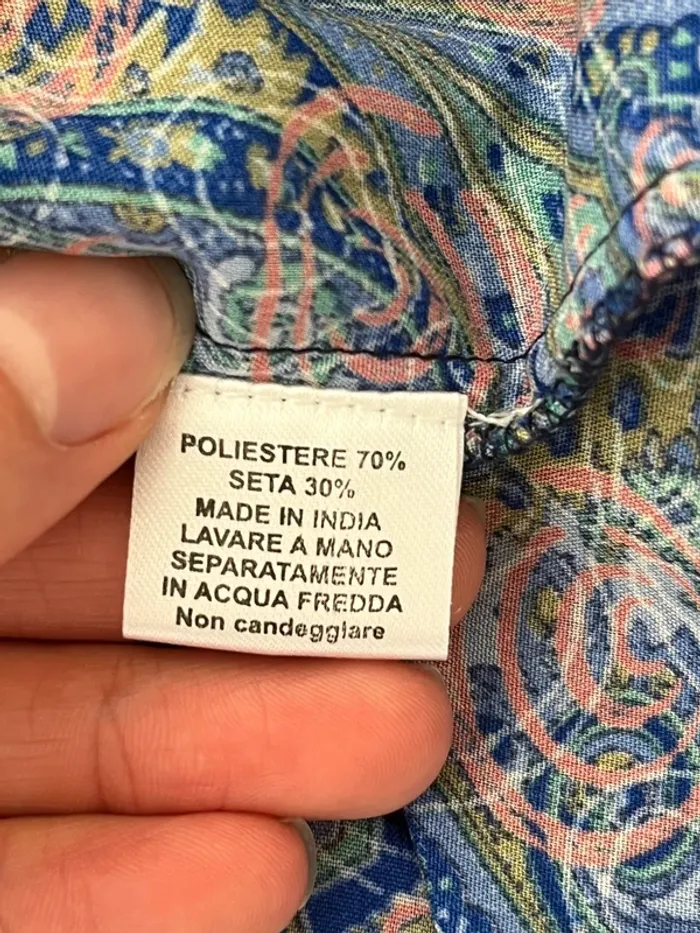 POLIESTERE 70%
SETA 30%
MADE IN INDIA
LAVARE A MANO
SEPARATAMENTE
IN ACQUA FREDDA
Non candeggiare